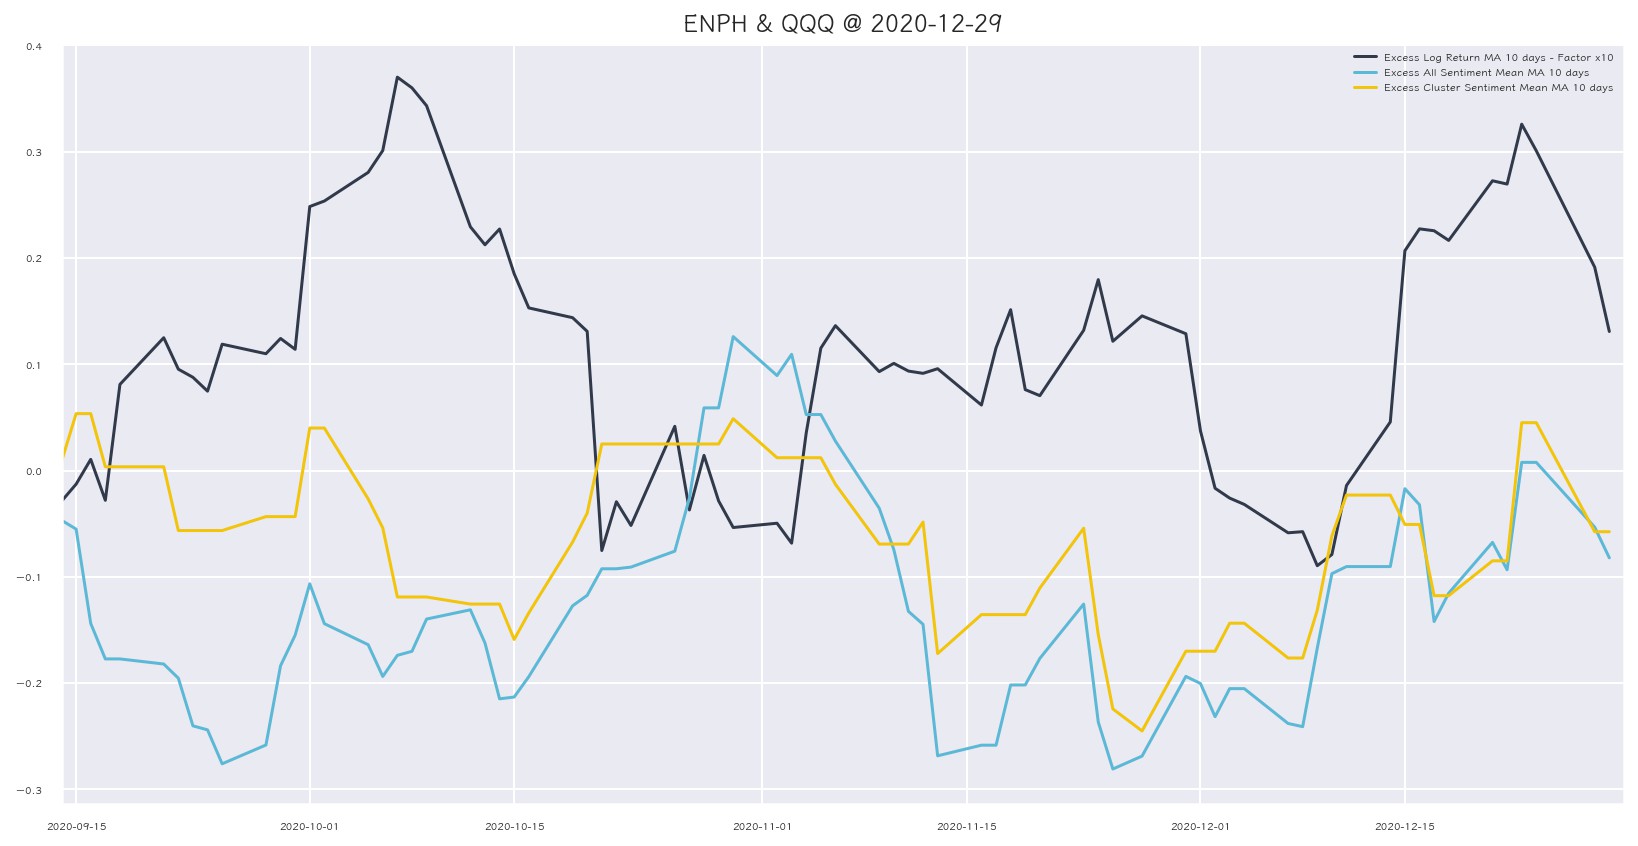 ENPH & QQQ @ 2020-12-29
0.4
Excess Log Return MA 10 days - Factor x10
Excess All Sentiment Mean MA 10 days
Excess Cluster Sentiment Mean MA 10 days
0.3
0.2
0.1
0.0
−0.1
−0.2
−0.3
2020-09-15 2020-10-01 2020-10-15 2020-11-01 2020-11-15 2020-12-01 2020-12-15